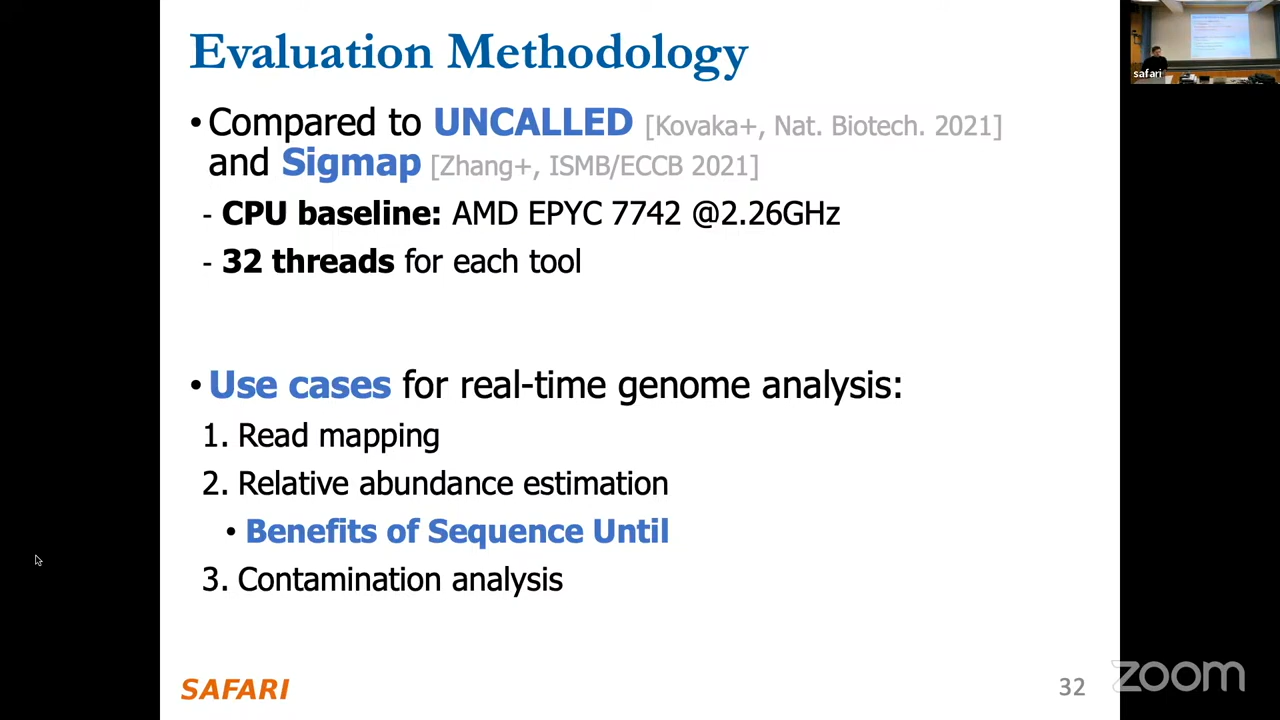 Evaluation Methodology
• Compared to UNCALLED [Kovaka+, Nat. Biotech. 2021]
and Sigmap [Zhang+, ISMB/ECCB 2021]
- CPU baseline: AMD EPYC 7742 @2.26GHz
- 32 threads for each tool
• Use cases for real-time genome analysis:
1. Read mapping
2. Relative abundance estimation
• Benefits of Sequence Until
3. Contamination analysis
SAFARI
32
zoom
safari